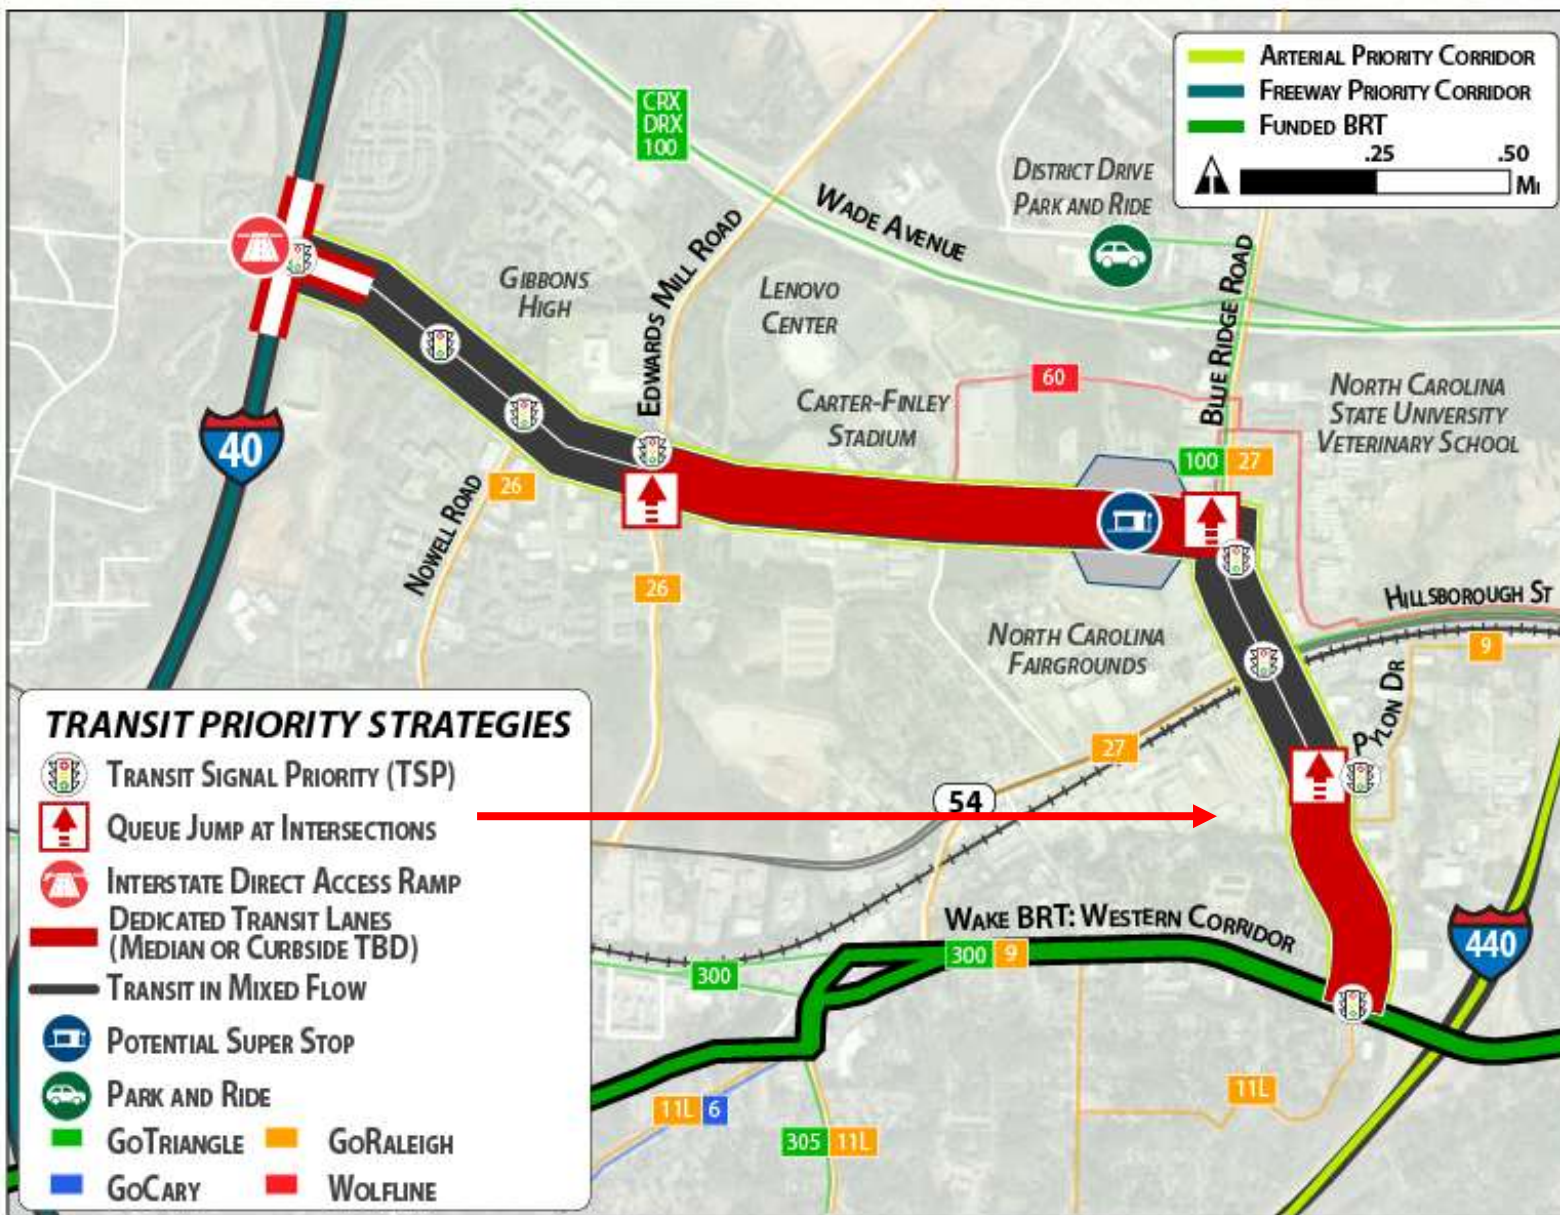 ARTERIAL PRIORITY CORRIDOR
FREEWAY PRIORITY CORRIDOR
FUNDED BRT
.25 .50
MI
CRX
DRX
100
DISTRICT DRIVE
PARK AND RIDE
WADE AVENUE
EDWARDS MILL ROAD
BLUE RIDGE ROAD
GIBBONS
HIGH
LENOVO
CENTER
60
CARTER-FINLEY
STADIUM
NORTH CAROLINA
STATE UNIVERSITY
VETERINARY SCHOOL
40
100 27
26
NOWELL ROAD
26
HILLSBOROUGH ST
NORTH CAROLINA
FAIRGROUNDS
9
PYLON DR
27
54
WAKE BRT: WESTERN CORRIDOR
440
300
300 9
11L 6
305 11L
11L
TRANSIT PRIORITY STRATEGIES
TRANSIT SIGNAL PRIORITY (TSP)
QUEUE JUMP AT INTERSECTIONS
INTERSTATE DIRECT ACCESS RAMP
DEDICATED TRANSIT LANES
(MEDIAN OR CURBSIDE TBD)
TRANSIT IN MIXED FLOW
POTENTIAL SUPER STOP
PARK AND RIDE
GOTRIANGLE GORALEIGH
GOCARY WOLFLINE